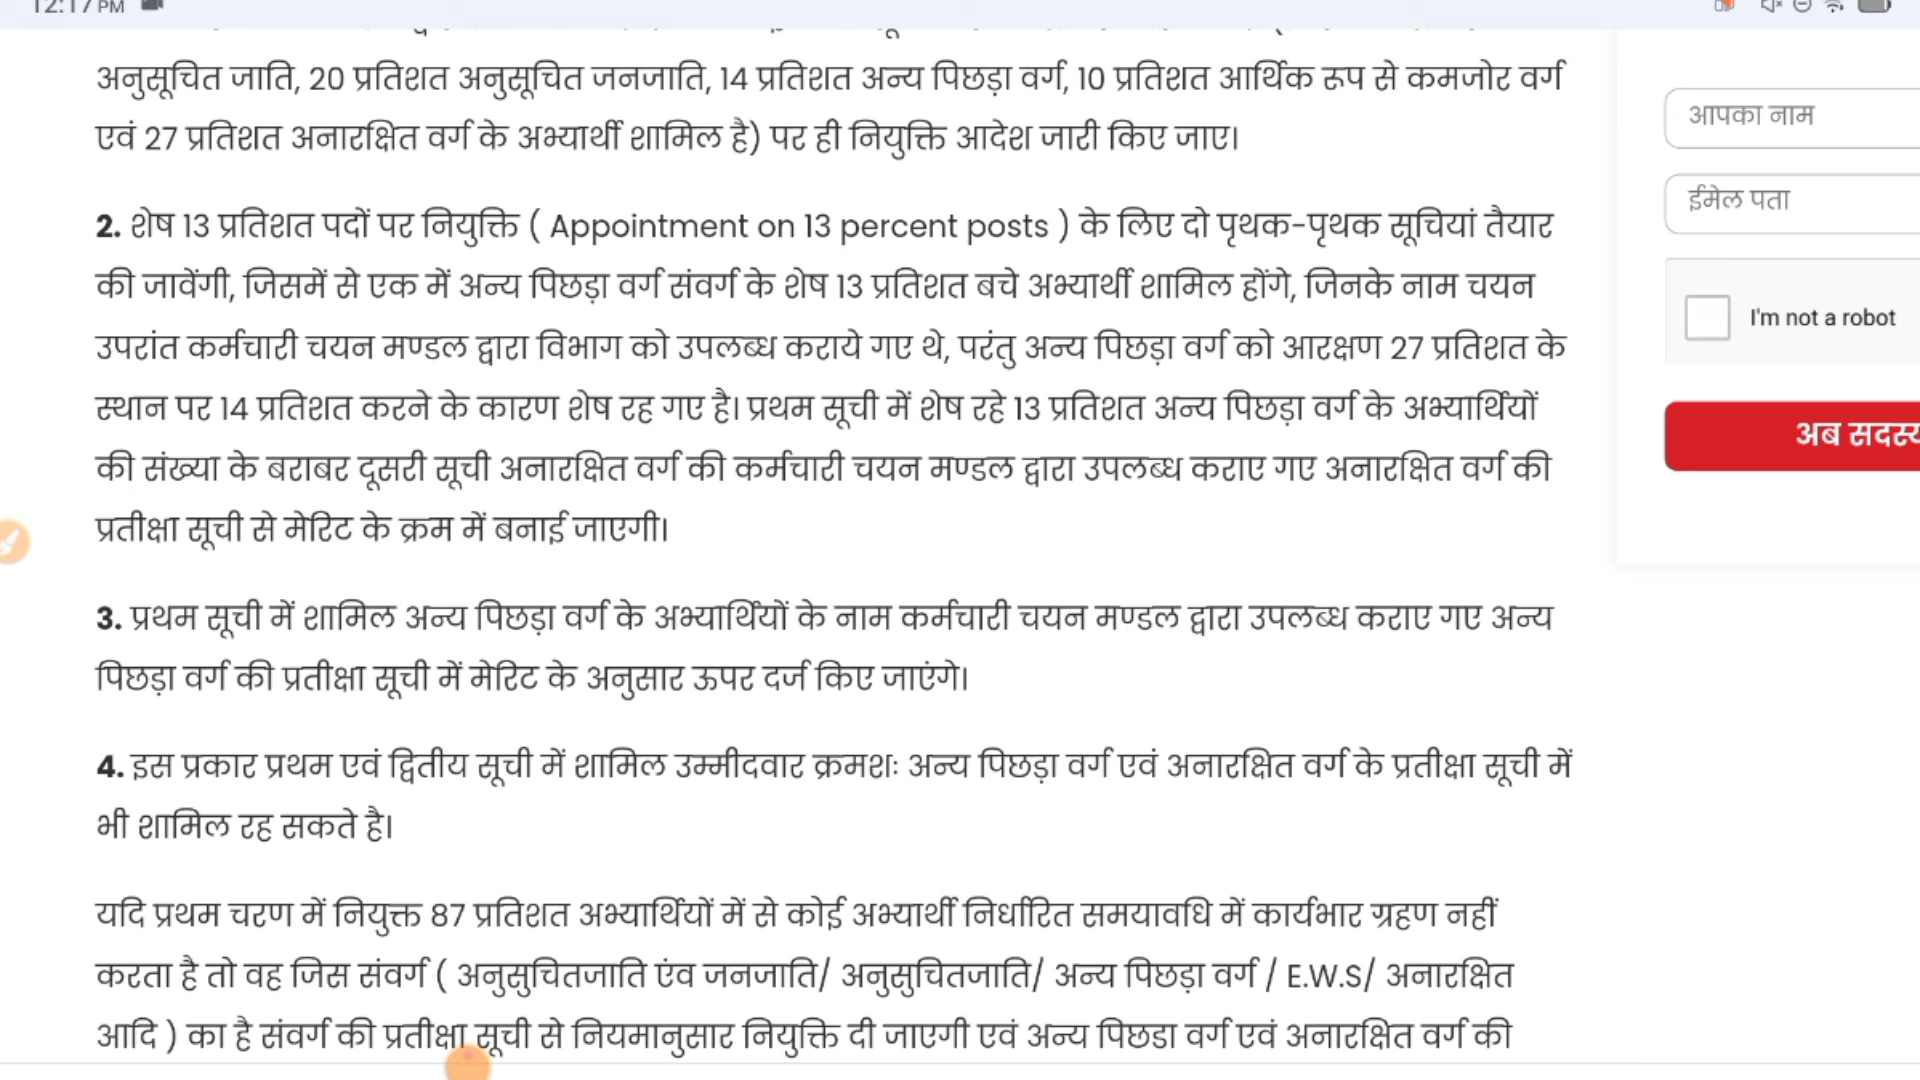 12:17 PM
अनुसूचित जाति, 20 प्रतिशत अनुसूचित जनजाति, 14 प्रतिशत अन्य पिछड़ा वर्ग, 10 प्रतिशत आर्थिक रूप से कमजोर वर्ग
एवं 27 प्रतिशत अनारक्षित वर्ग के अभ्यार्थी शामिल है) पर ही नियुक्ति आदेश जारी किए जाए।
2. शेष 13 प्रतिशत पदों पर नियुक्ति ( Appointment on 13 percent posts ) के लिए दो पृथक-पृथक सूचियां तैयार
की जावेंगी, जिसमें से एक में अन्य पिछड़ा वर्ग संवर्ग के शेष 13 प्रतिशत बचे अभ्यार्थी शामिल होंगे, जिनके नाम चयन
उपरांत कर्मचारी चयन मण्डल द्वारा विभाग को उपलब्ध कराये गए थे, परंतु अन्य पिछड़ा वर्ग को आरक्षण 27 प्रतिशत के
स्थान पर 14 प्रतिशत करने के कारण शेष रह गए है। प्रथम सूची में शेष रहे 13 प्रतिशत अन्य पिछड़ा वर्ग के अभ्यार्थियों
की संख्या के बराबर दूसरी सूची अनारक्षित वर्ग की कर्मचारी चयन मण्डल द्वारा उपलब्ध कराए गए अनारक्षित वर्ग की
प्रतीक्षा सूची से मेरिट के क्रम में बनाई जाएगी।
3. प्रथम सूची में शामिल अन्य पिछड़ा वर्ग के अभ्यार्थियों के नाम कर्मचारी चयन मण्डल द्वारा उपलब्ध कराए गए अन्य
पिछड़ा वर्ग की प्रतीक्षा सूची में मेरिट के अनुसार ऊपर दर्ज किए जाएंगे।
4. इस प्रकार प्रथम एवं द्वितीय सूची में शामिल उम्मीदवार क्रमशः अन्य पिछड़ा वर्ग एवं अनारक्षित वर्ग के प्रतीक्षा सूची में
भी शामिल रह सकते है।
यदि प्रथम चरण में नियुक्त 87 प्रतिशत अभ्यार्थियों में से कोई अभ्यार्थी निर्धारित समयावधि में कार्यभार ग्रहण नहीं
करता है तो वह जिस संवर्ग ( अनुसुचितजाति एंव जनजाति/ अनुसुचितजाति/ अन्य पिछड़ा वर्ग / E.W.S/ अनारक्षित
आदि ) का है संवर्ग की प्रतीक्षा सूची से नियमानुसार नियुक्ति दी जाएगी एवं अन्य पिछडा वर्ग एवं अनारक्षित वर्ग की
आपका नाम
ईमेल पता
I'm not a robot
अब